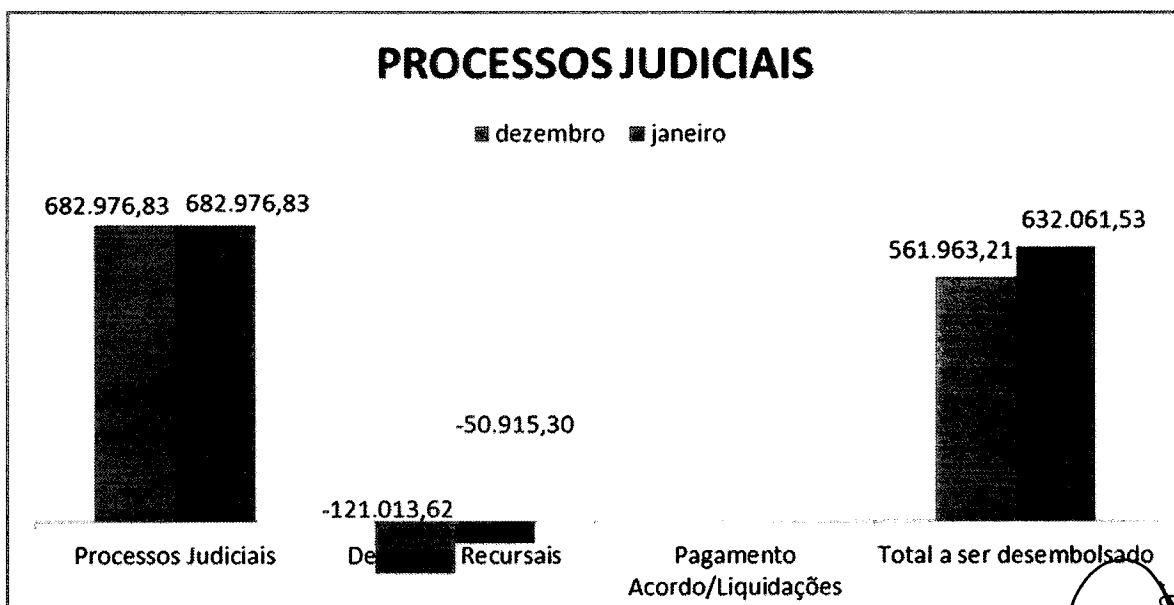 PROCESSOS JUDICIAIS
dezembro janeiro
682.976,83 682.976,83
-121.013,62
-50.915,30
561.963,21
632.061,53
Processos Judiciais
Recursais
Pagamento
Acordo/Liquidações
Total a ser desembolsado